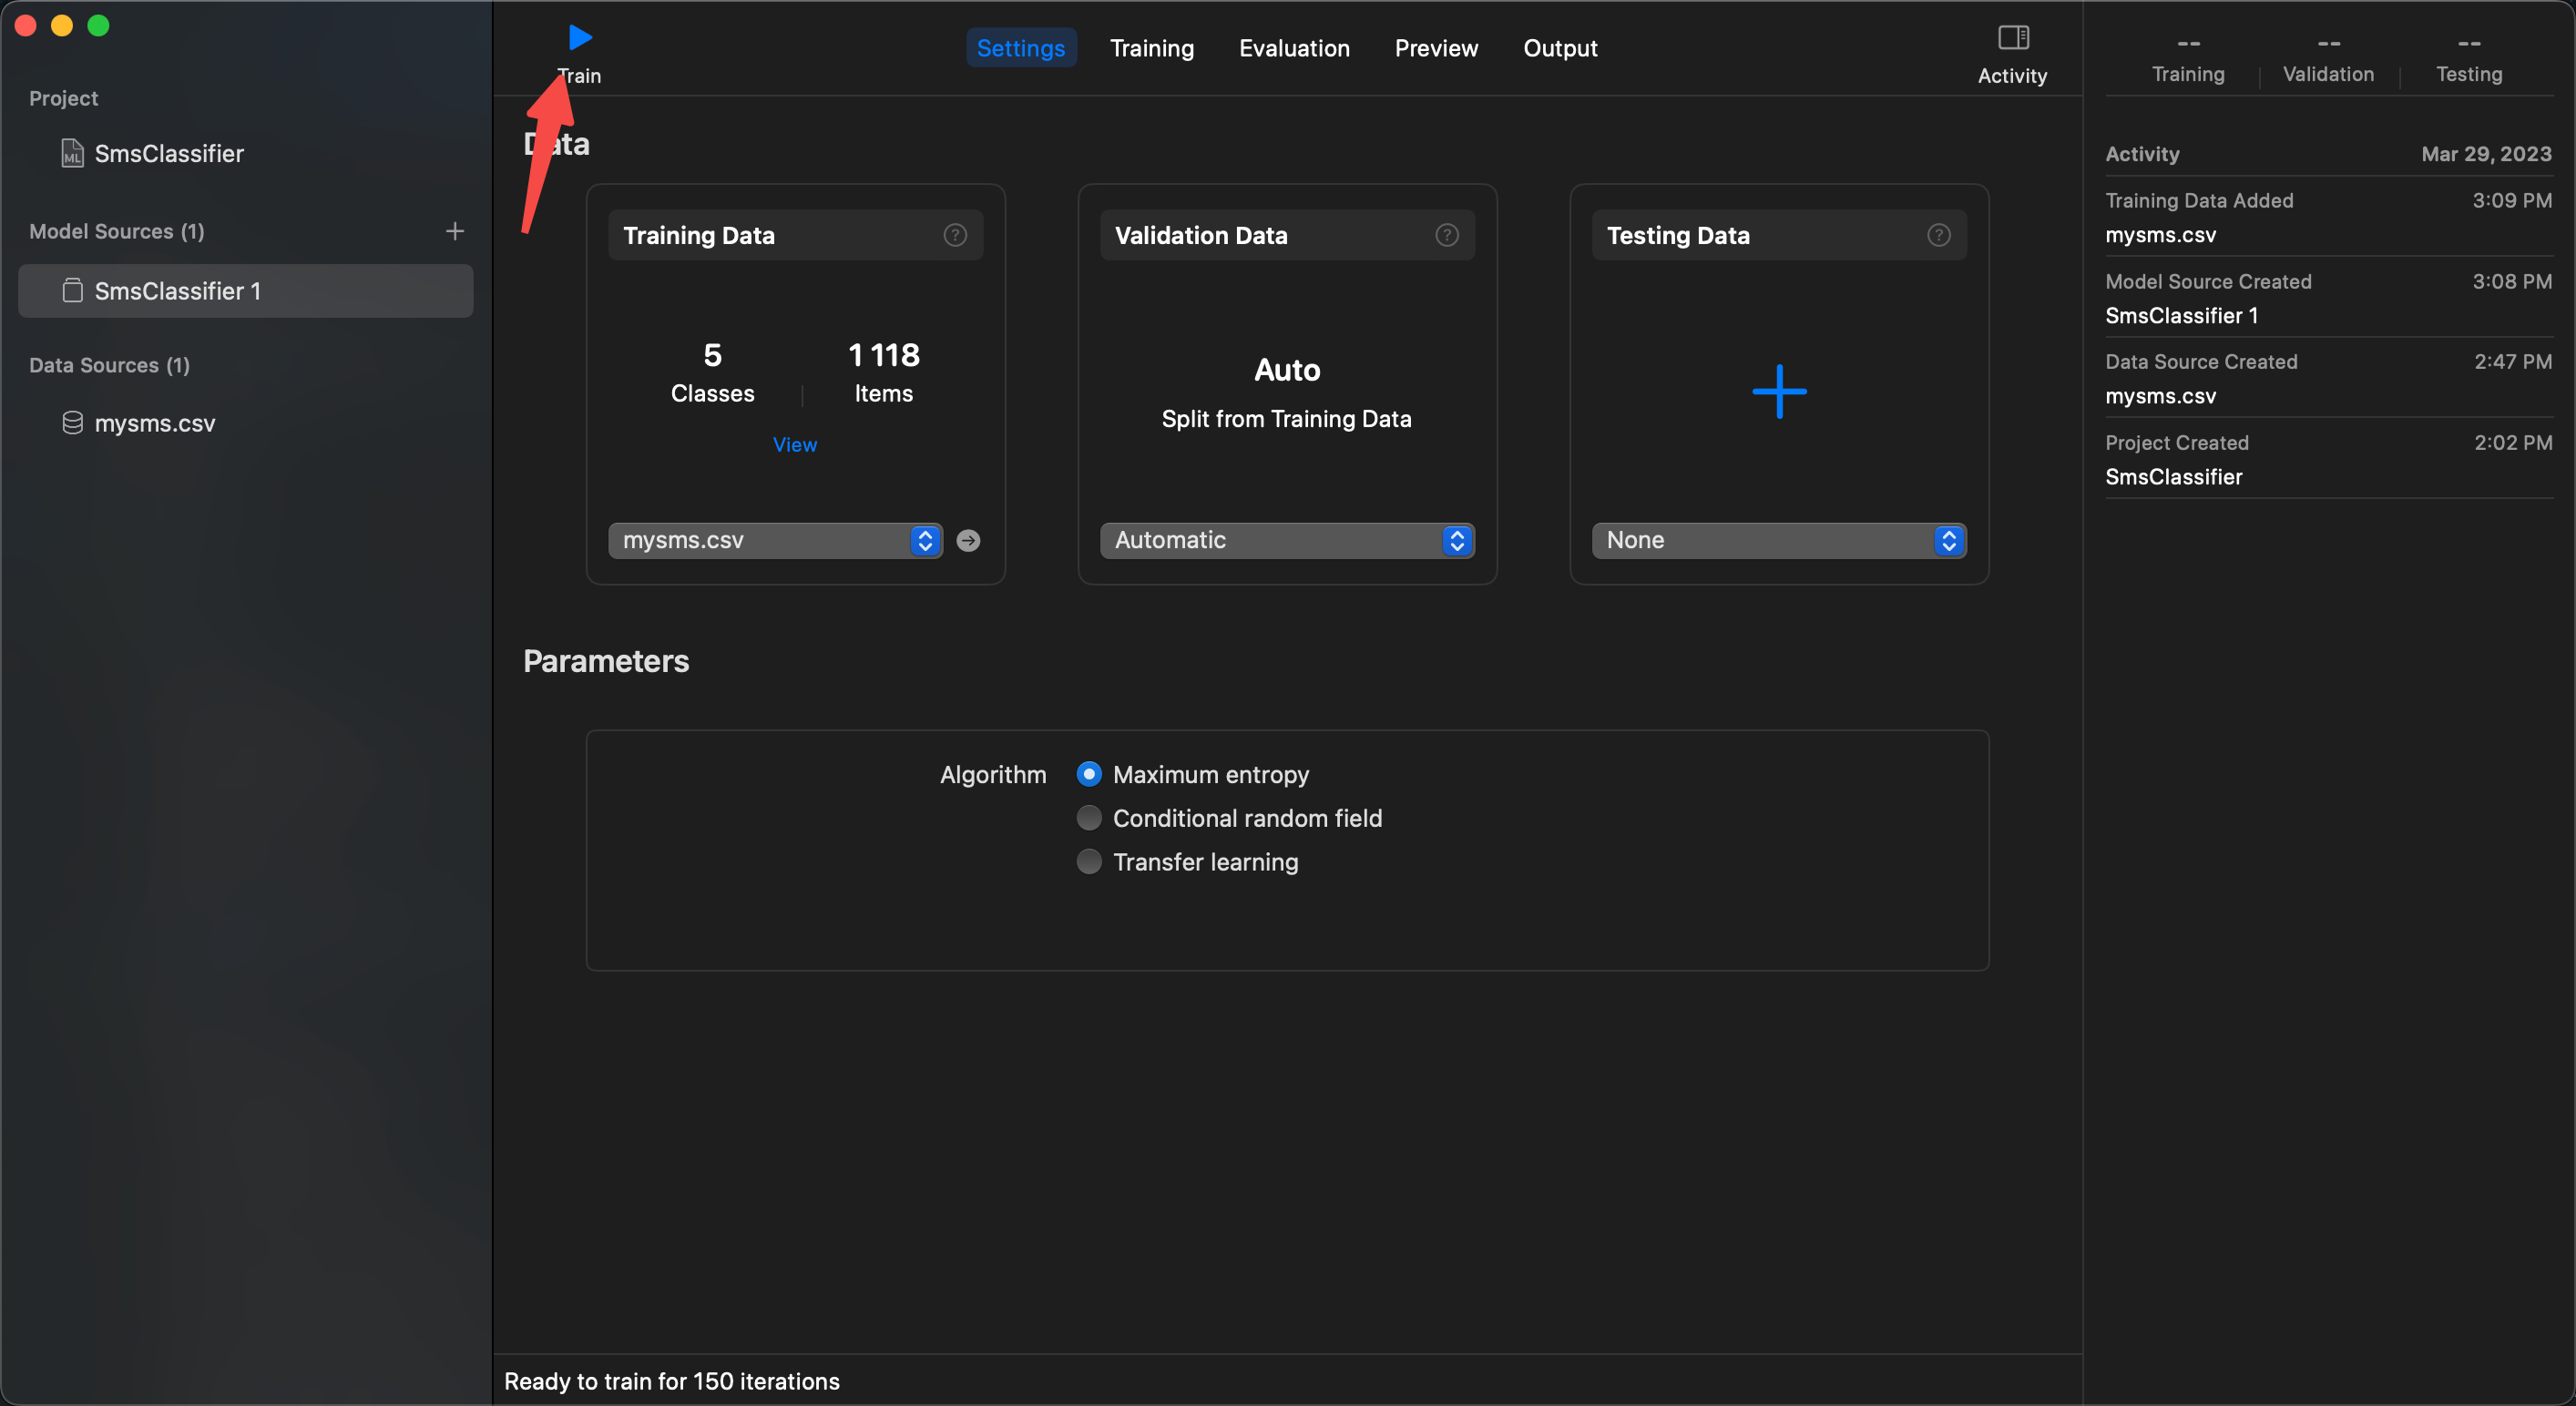 Project
SmsClassifier
Model Sources (1)
SmsClassifier 1
Data Sources (1)
mysms.csv
Train
Settings
Training
Evaluation
Preview
Output
Activity
Data
Training Data
5
Classes
1 118
Items
View
mysms.csv
Validation Data
Auto
Split from Training Data
Automatic
Testing Data
None
Parameters
Algorithm
Maximum entropy
Conditional random field
Transfer learning
Ready to train for 150 iterations
-- -- --
Training Validation Testing
Activity Mar 29, 2023
Training Data Added 3:09 PM
mysms.csv
Model Source Created 3:08 PM
SmsClassifier 1
Data Source Created 2:47 PM
mysms.csv
Project Created 2:02 PM
SmsClassifier